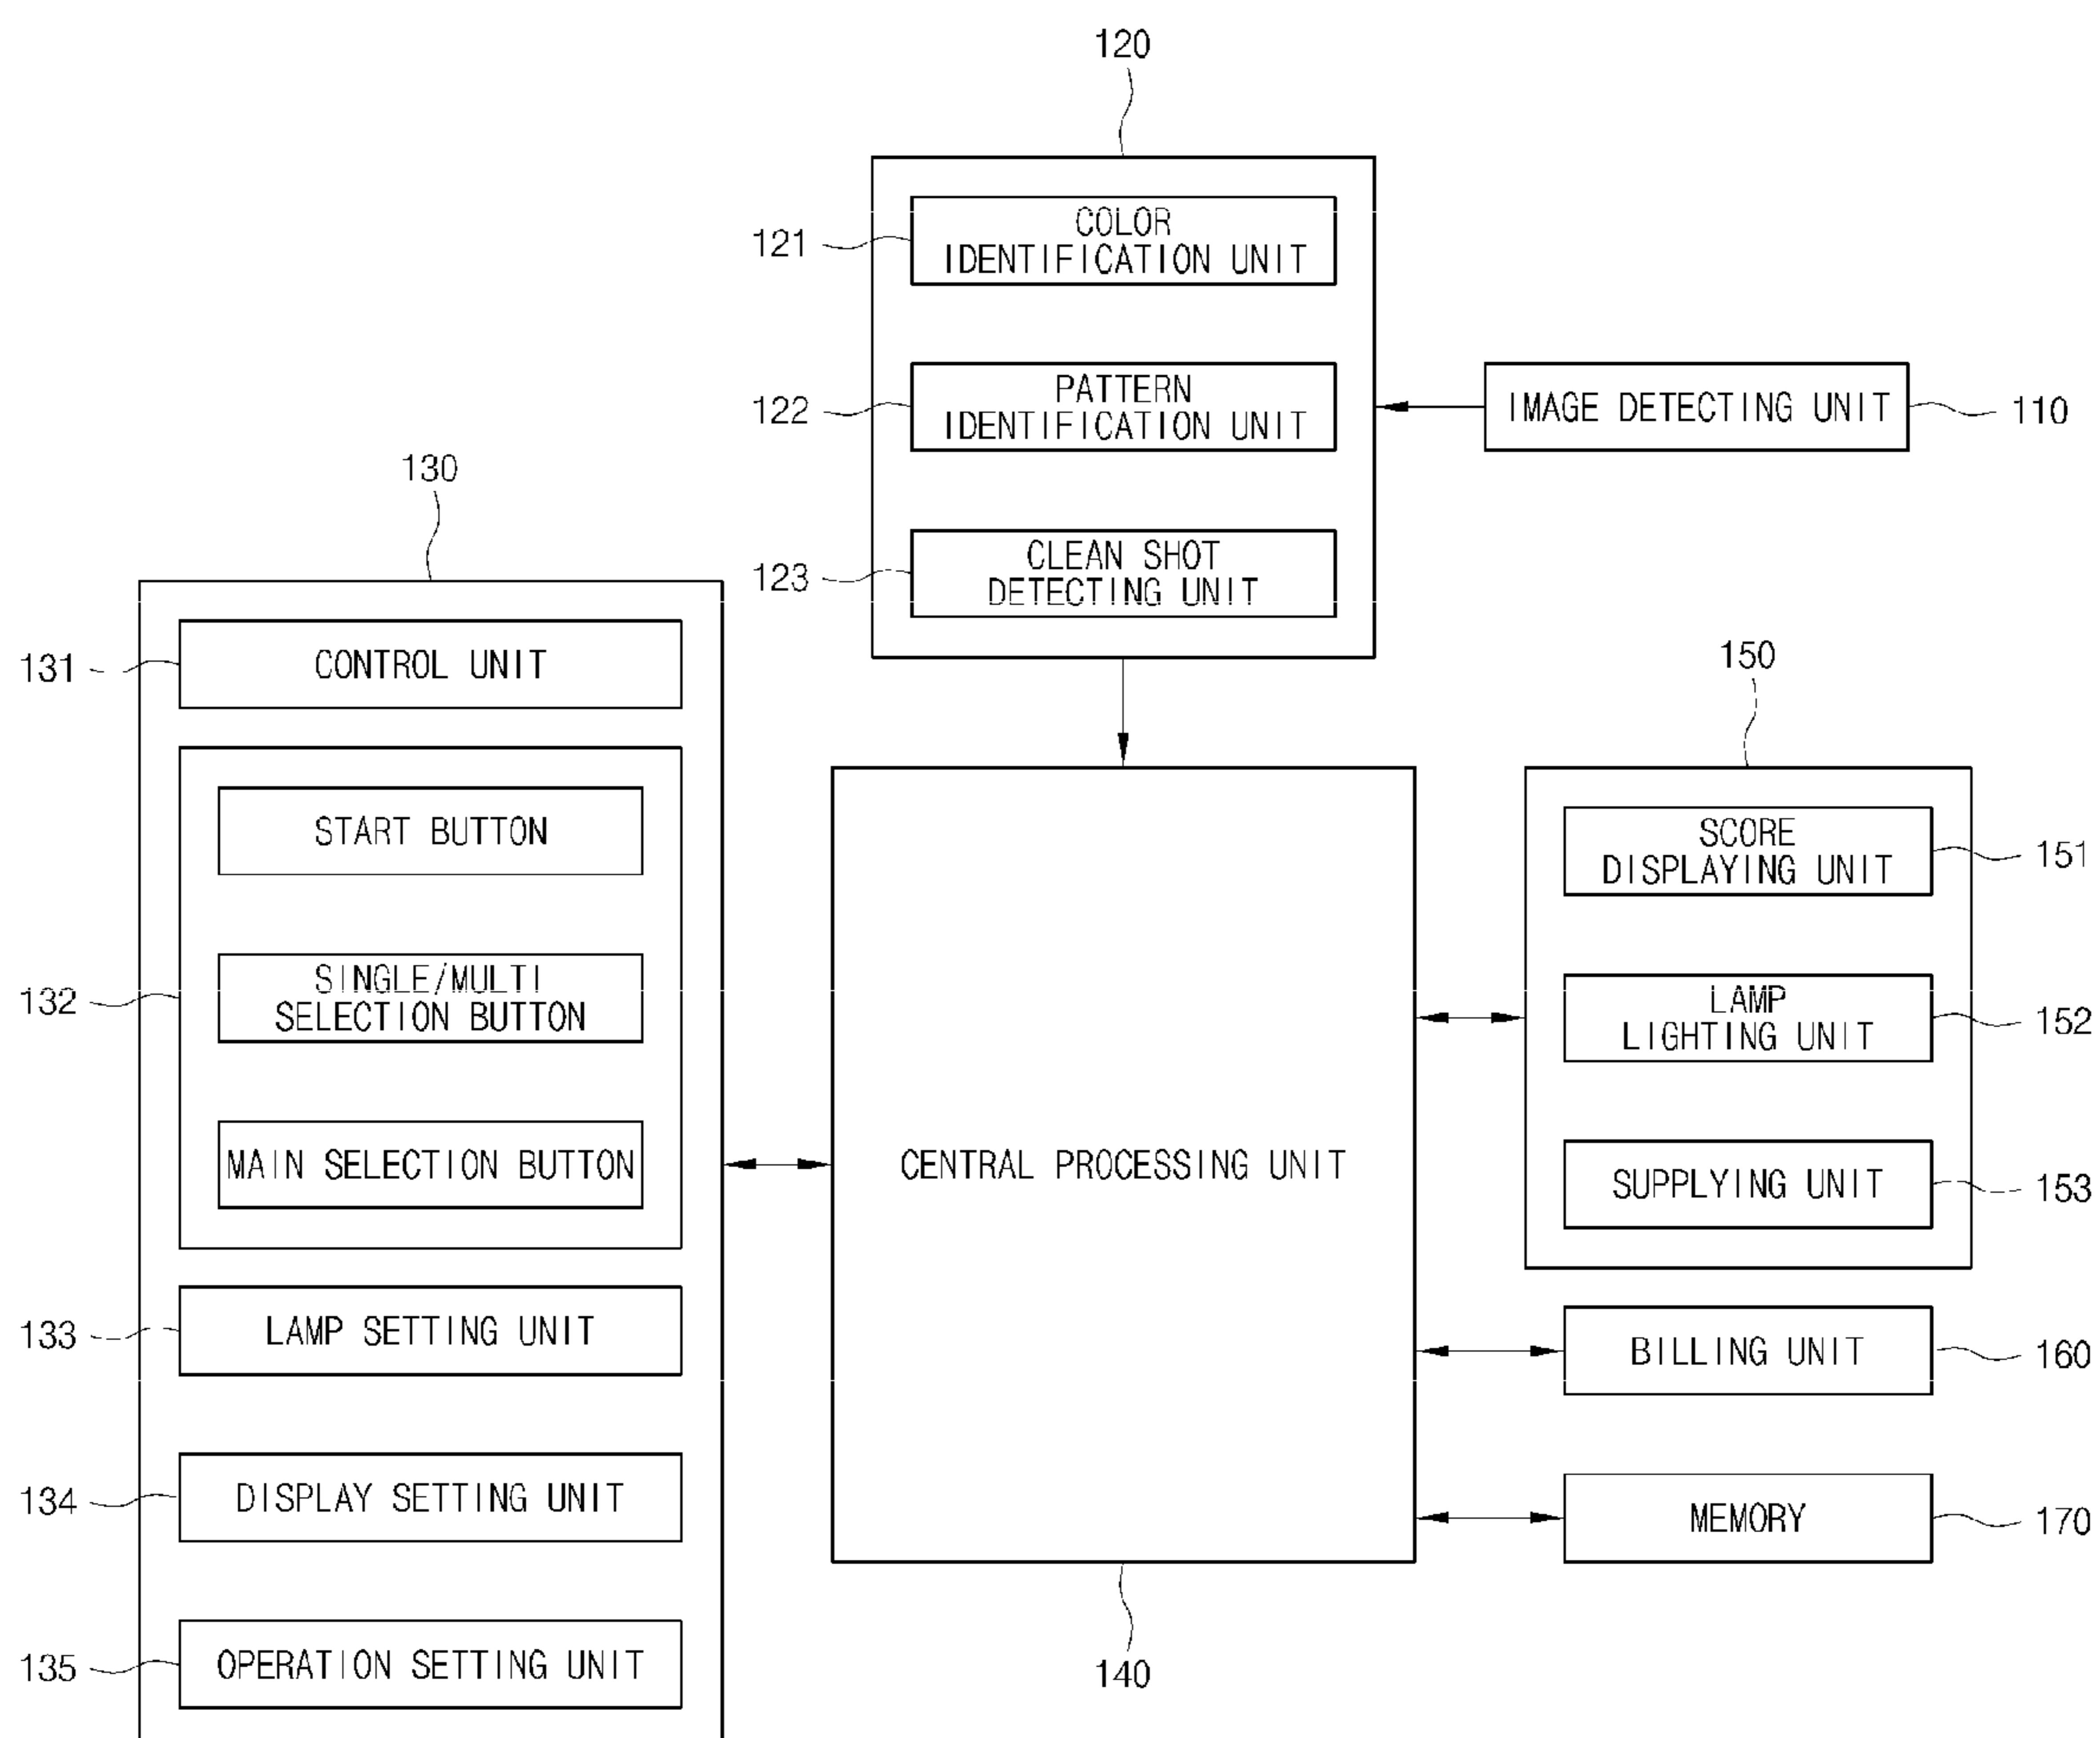 120
COLOR
IDENTIFICATION UNIT
121
PATTERN
IDENTIFICATION UNIT
122
CLEAN SHOT
DETECTING UNIT
123
IMAGE DETECTING UNIT
110
130
CONTROL UNIT
131
START BUTTON
SINGLE/MULTI
SELECTION BUTTON
MAIN SELECTION BUTTON
132
LAMP SETTING UNIT
133
DISPLAY SETTING UNIT
134
OPERATION SETTING UNIT
135
CENTRAL PROCESSING UNIT
140
150
SCORE
DISPLAYING UNIT
151
LAMP
LIGHTING UNIT
152
SUPPLYING UNIT
153
BILLING UNIT
160
MEMORY
170